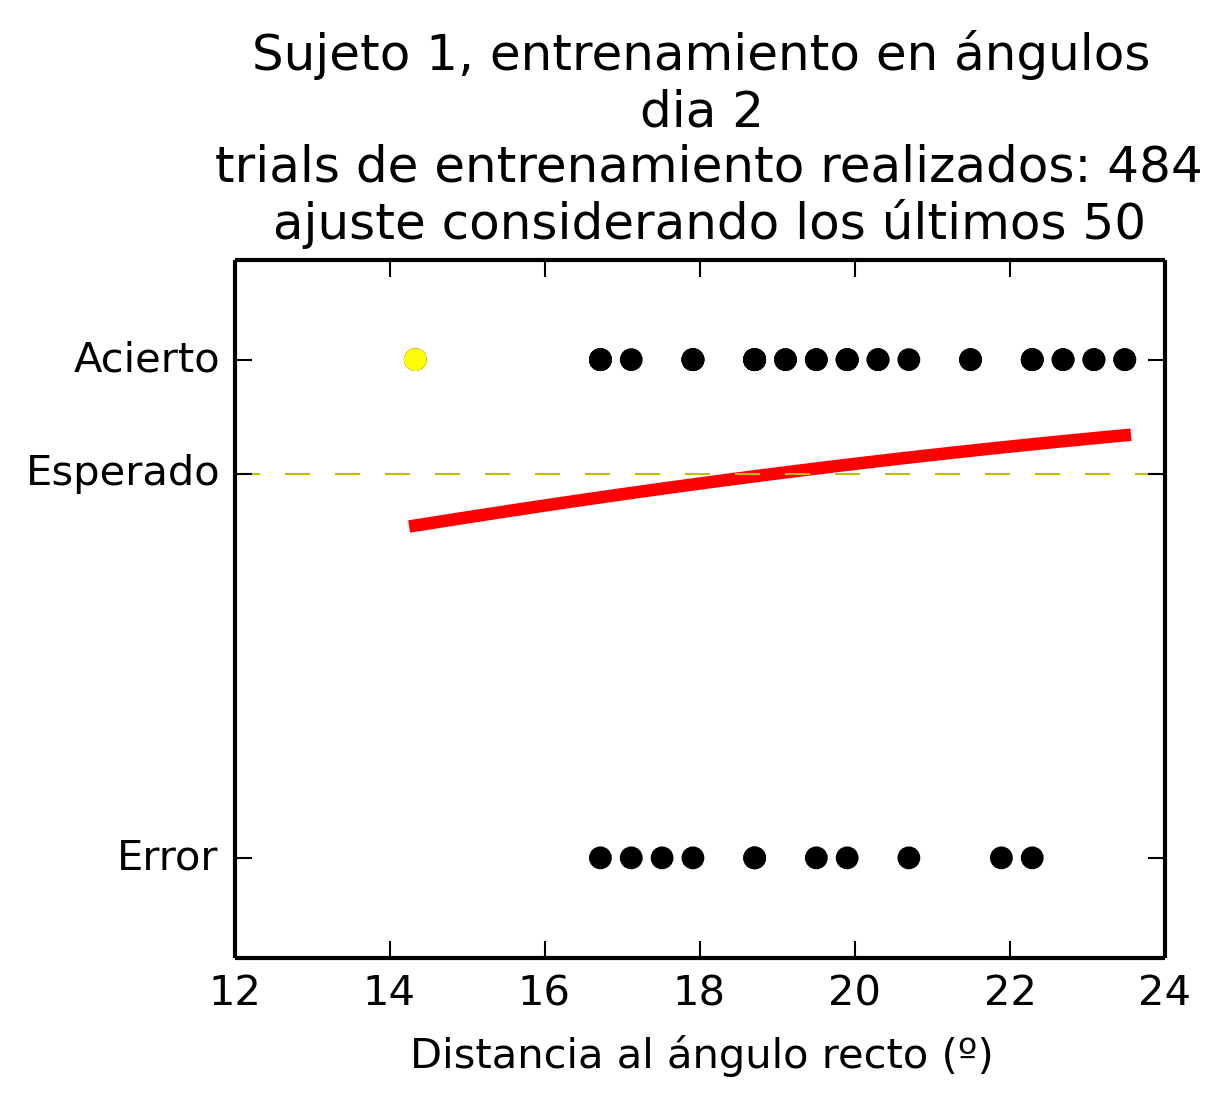 Sujeto 1, entrenamiento en ángulos
dia 2
trials de entrenamiento realizados: 484
ajuste considerando los últimos 50
Acierto
Esperado
Error
12 14 16 18 20 22 24
Distancia al ángulo recto (º)